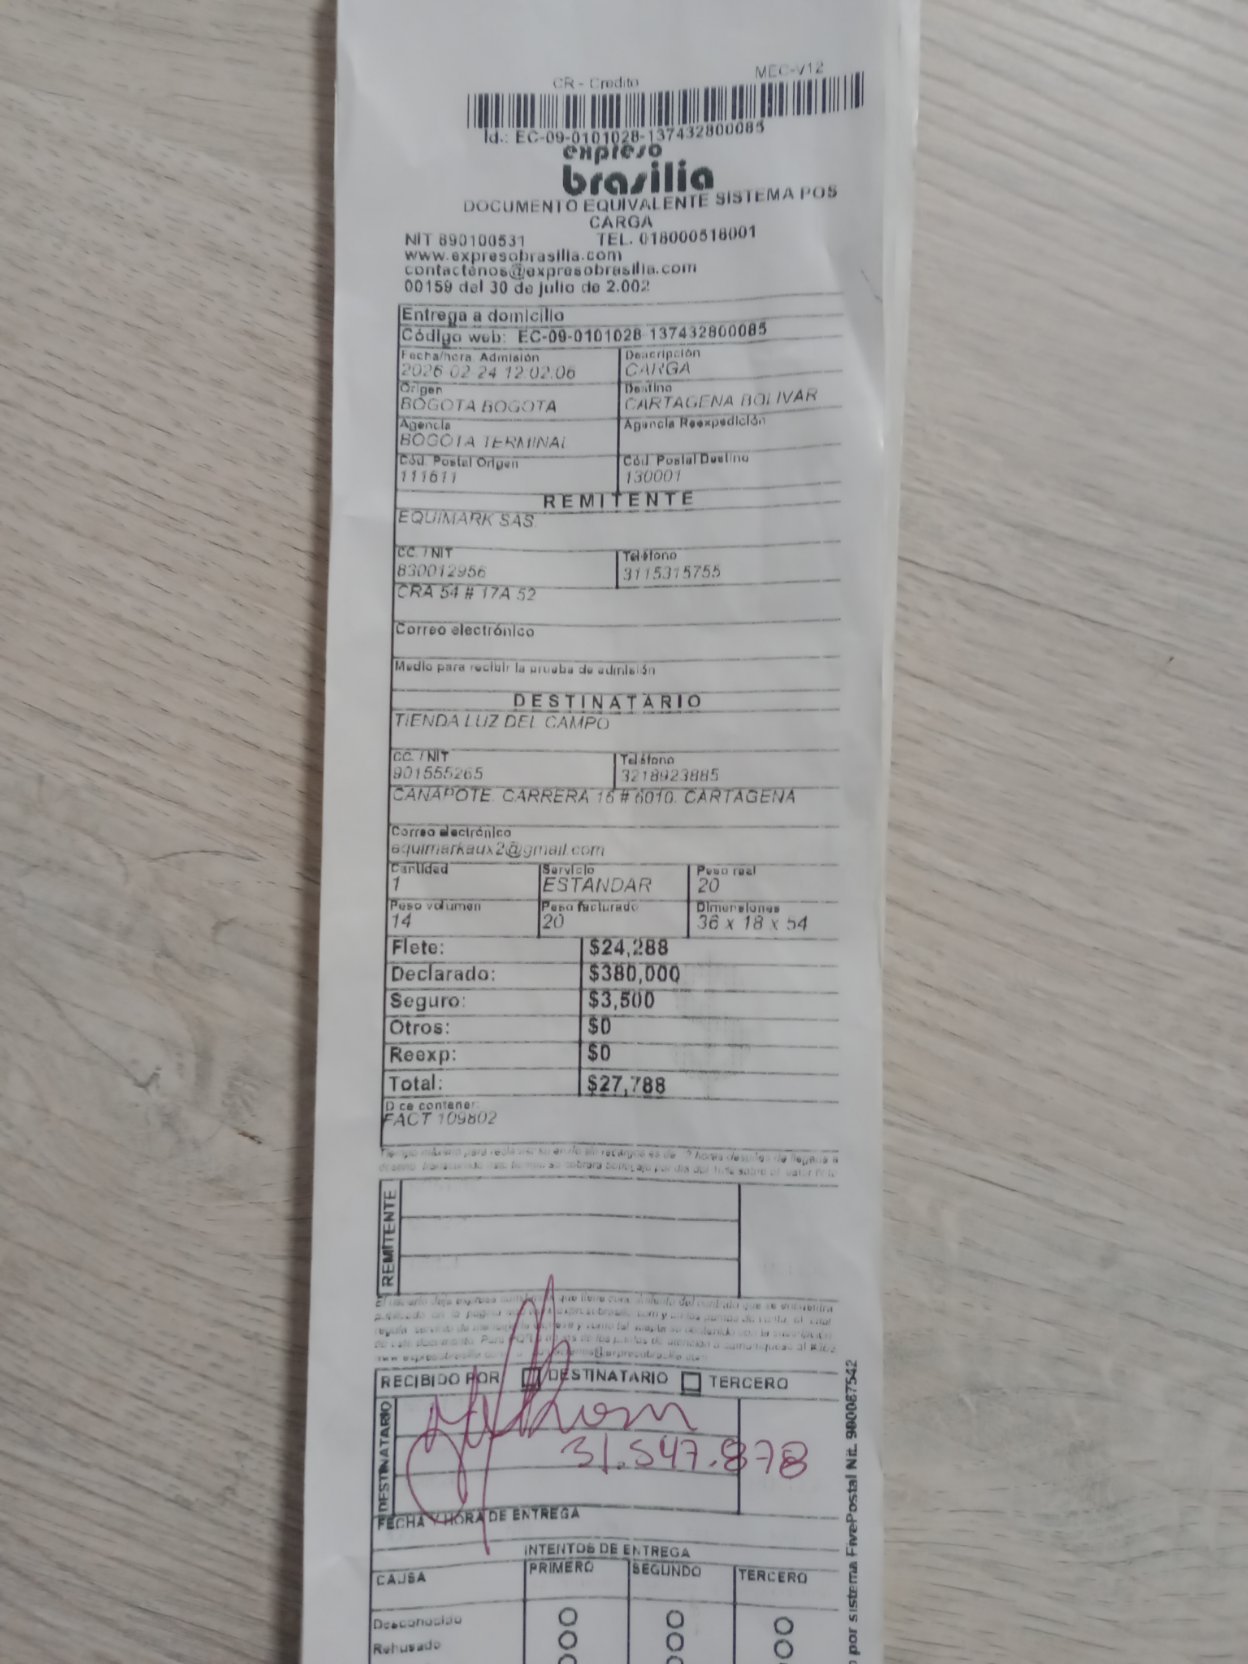 CR - Credito
MEC-V12
Id.: EC-09-0101028-137432800085
expreso
brasilia
DOCUMENTO EQUIVALENTE SISTEMA POS
CARGA
NIT 890100531 TEL. 018000518001
www.expresobrasilia.com
contactenos@expresobrasilia.com
00159 del 30 de julio de 2.002
Entrega a domicilio
Código web: EC-09-0101028-137432800085
Fecha/hora Admisión Descripción
2026-02-24 12:02:06 CARGA
Origen Destino
BOGOTA BOGOTA CARTAGENA BOLIVAR
Agencia Agencia Reexpedición
BOGOTA TERMINAL
Cód. Postal Origen Cód. Postal Destino
111611 130001
REMITENTE
EQUIMARK SAS
CC. / NIT Teléfono
830012956 3115315755
CRA 54 # 17A 52
Correo electrónico
Medio para recibir la prueba de admisión
DESTINATARIO
TIENDA LUZ DEL CAMPO
CC. / NIT Teléfono
901555265 3218923885
CANAPOTE. CARRERA 16 # 6010. CARTAGENA
Correo electrónico
equimarkaux2@gmail.com
Cantidad Servicio Peso real
1 ESTANDAR 20
Peso volumen Peso facturado Dimensiones
14 20 36 x 18 x 54
Flete: $24,288
Declarado: $380,000
Seguro: $3,500
Otros: $0
Reexp: $0
Total: $27,788
Dice contener:
FACT 109802
REMITENTE
RECIBIDO POR DESTINATARIO TERCERO
DESTINATARIO
31.547.878
FECHA Y HORA DE ENTREGA
INTENTOS DE ENTREGA
CAUSA PRIMERO SEGUNDO TERCERO
Desconocido
Rehusado
por sistema FivePostal Nit. 900087542